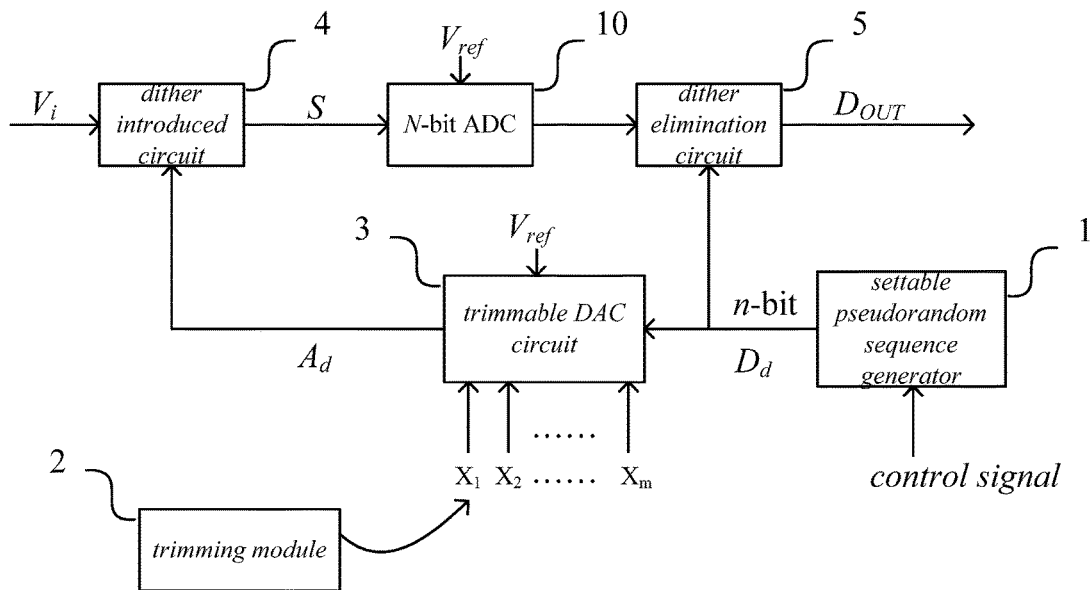 4
10
5
V_ref
V_i
dither
introduced
circuit
S
N-bit ADC
dither
elimination
circuit
D_OUT
3
V_ref
1
trimmable DAC
circuit
A_d
n-bit
D_d
settable
pseudorandom
sequence
generator
......
X_1 X_2 ...... X_m
control signal
2
trimming module